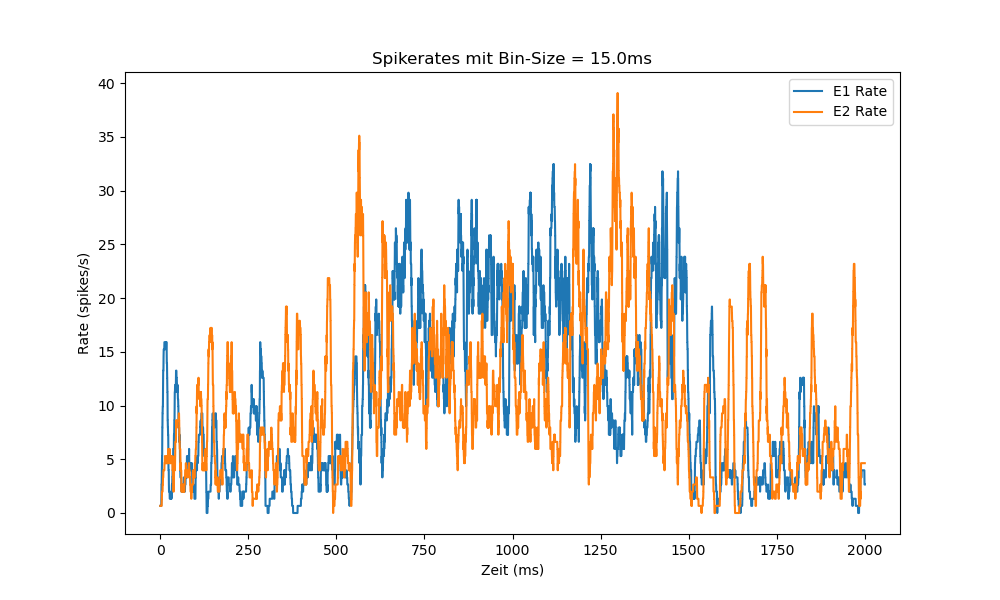 Spikerates mit Bin-Size = 15.0ms
E1 Rate
E2 Rate
Rate (spikes/s)
40
35
30
25
20
15
10
5
0
0 250 500 750 1000 1250 1500 1750 2000
Zeit (ms)